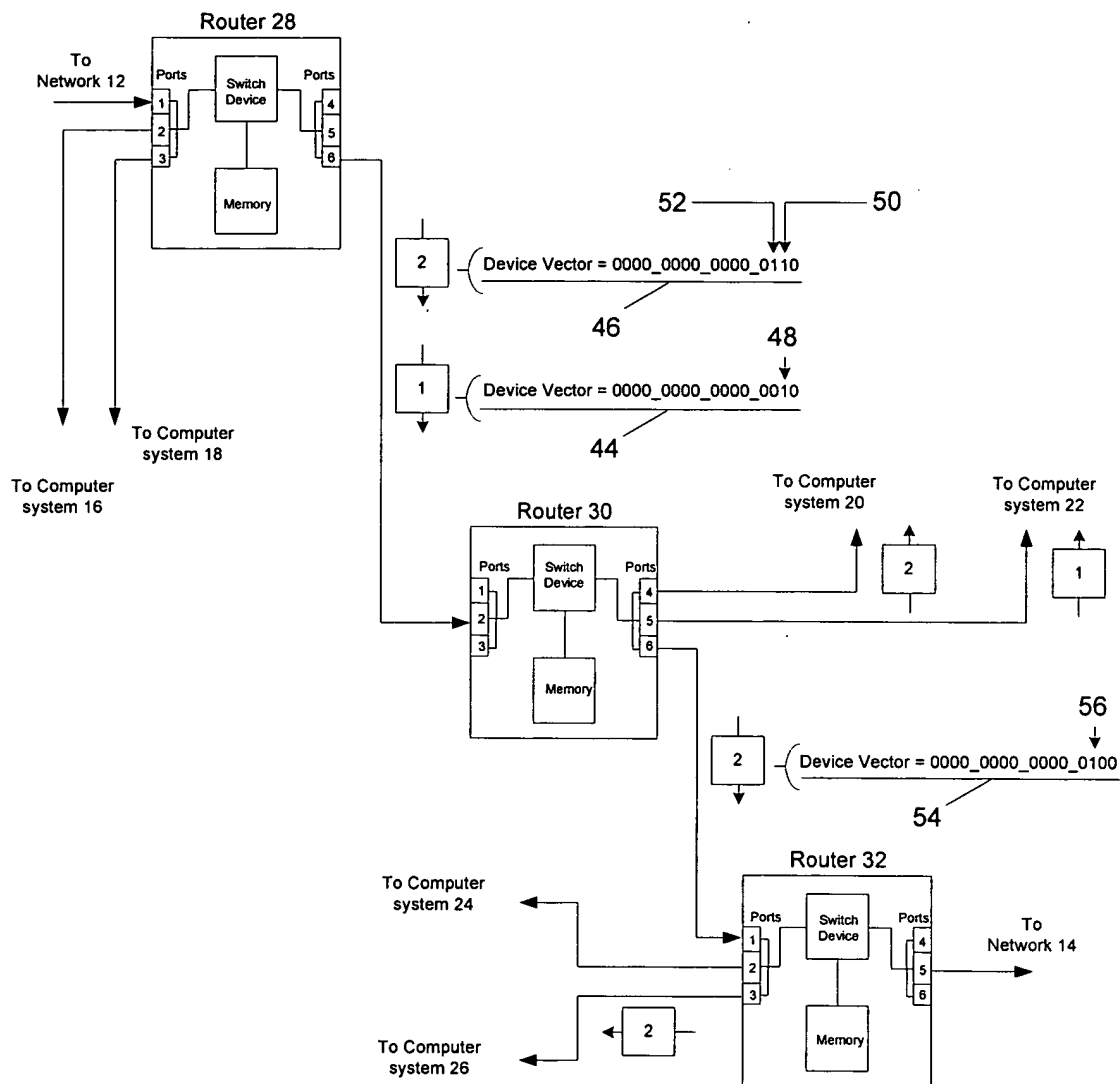 Router 28
To
Network 12
Ports
Switch
Device
Ports
1
2
3
4
5
6
Memory
52
50
2
Device Vector = 0000_0000_0000_0110
46
48
1
Device Vector = 0000_0000_0000_0010
44
To Computer
system 18
To Computer
system 16
To Computer
system 20
To Computer
system 22
2
1
Router 30
Ports
Switch
Device
Ports
1
2
3
4
5
6
Memory
56
2
Device Vector = 0000_0000_0000_0100
54
Router 32
To Computer
system 24
Ports
Switch
Device
Ports
1
2
3
4
5
6
To
Network 14
Memory
2
To Computer
system 26